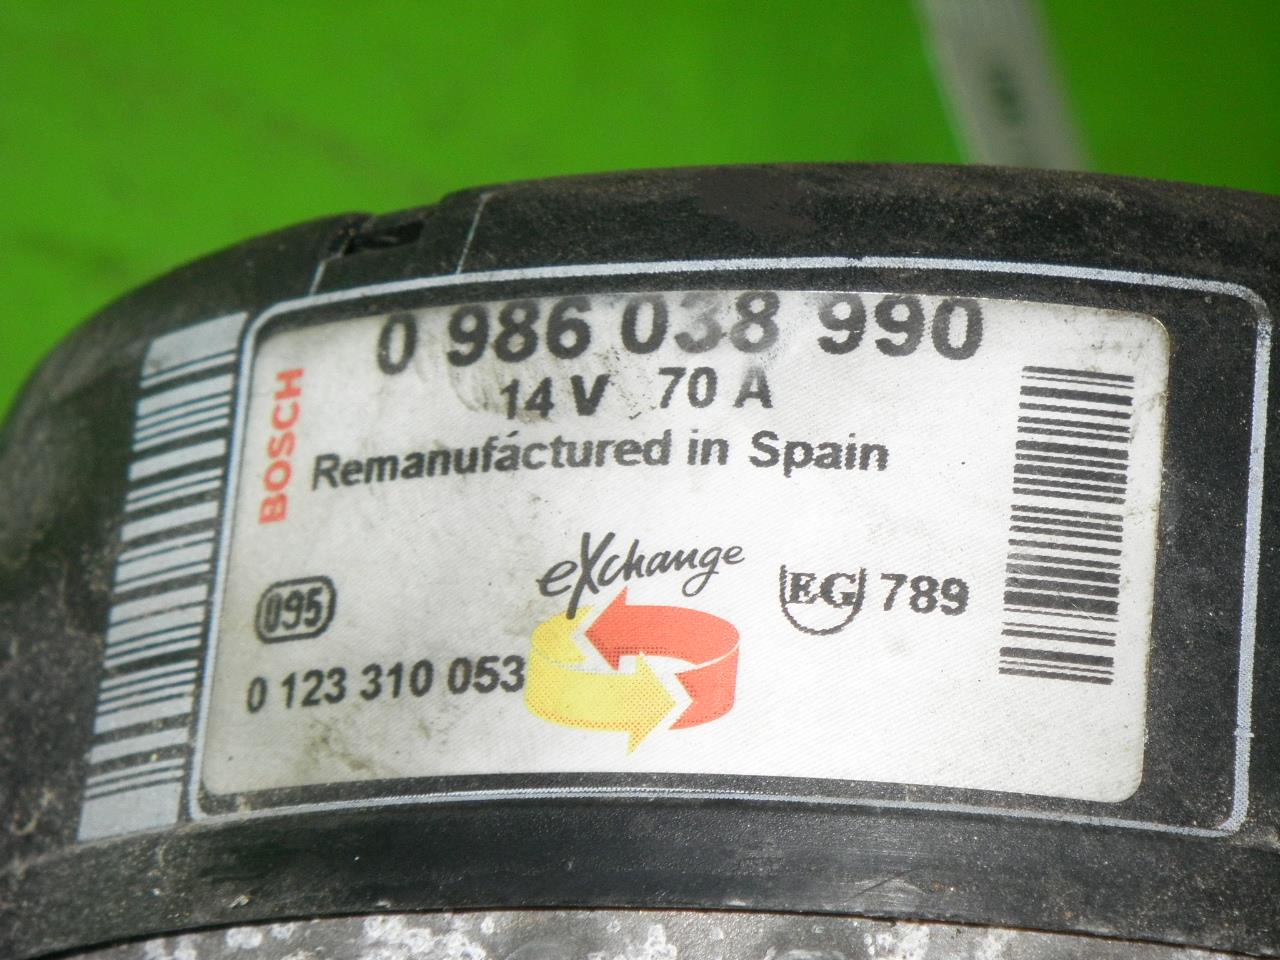 0 986 038 990
14 V 70 A
BOSCH
Remanufactured in Spain
eXchange
EG 789
095
0 123 310 053